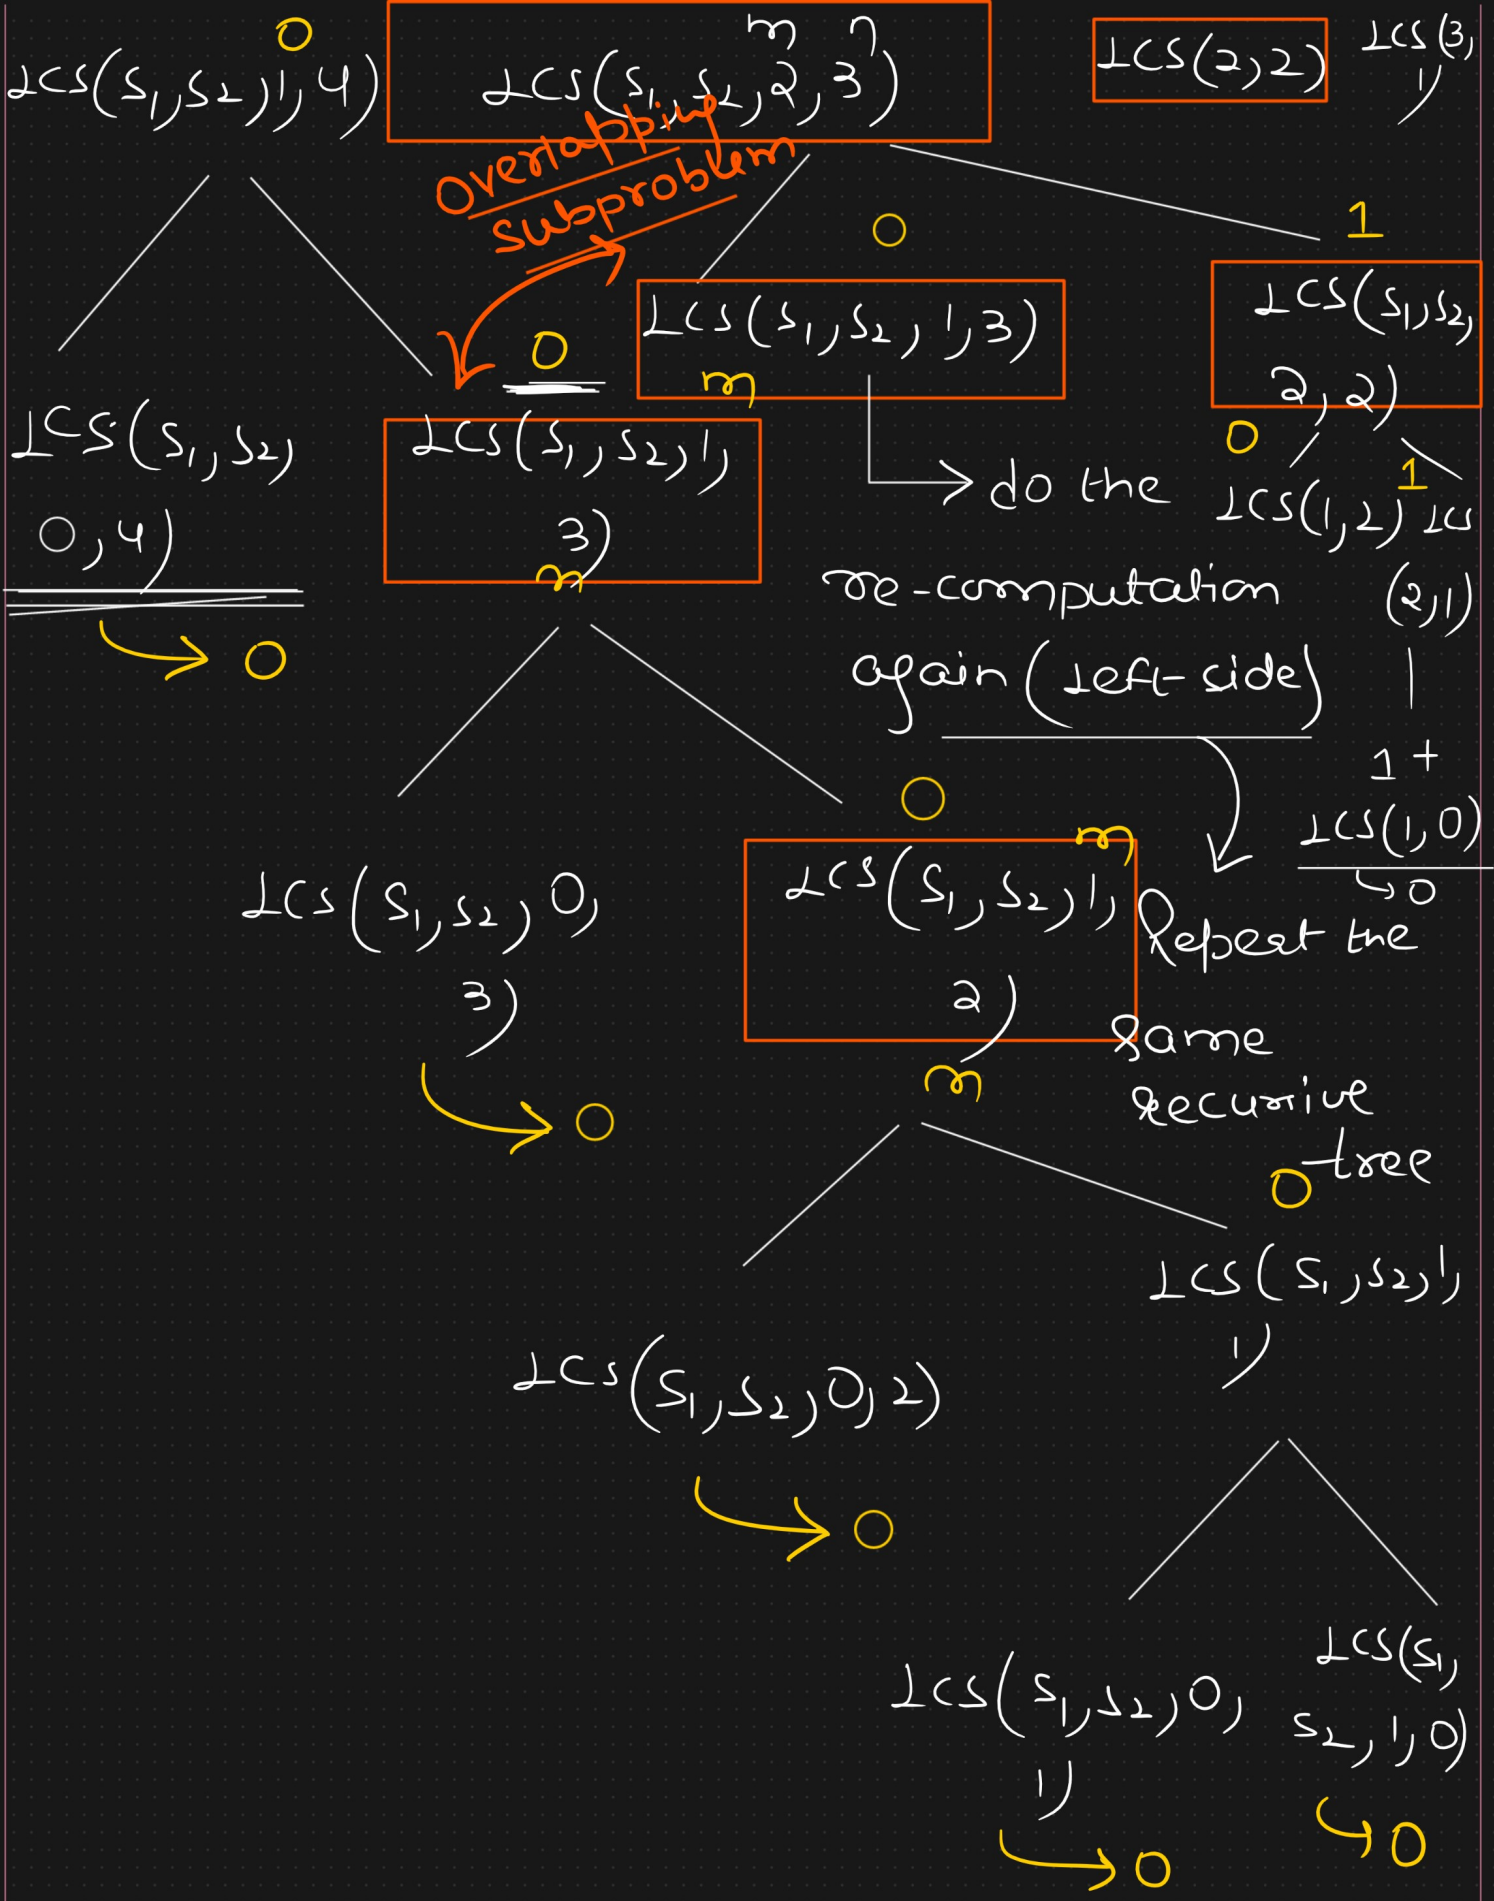 0
m n
LCS(S1,S2,1,4)
LCS(S1,S2,2,3)
LCS(2,2)
LCS(3,
1)
Overlapping
subproblem
0
1
0
LCS(S1,S2,1,3)
m
LCS(S1,S2,
2,2)
LCS(S1,S2,
0,4)
0
LCS(S1,S2,1,
3)
m
0
1
LCS(1,2)
LCS
(2,1)
do the
re-computation
again (Left-side)
1+
LCS(1,0)
0
LCS(S1,S2,0,
3)
0
0
m
LCS(S1,S2,1,
2)
m
Repeat the
same
recursive
tree
0
LCS(S1,S2,1,
1)
LCS(S1,S2,0,2)
0
LCS(S1,S2,0,
1)
0
LCS(S1,
S2,1,0)
0